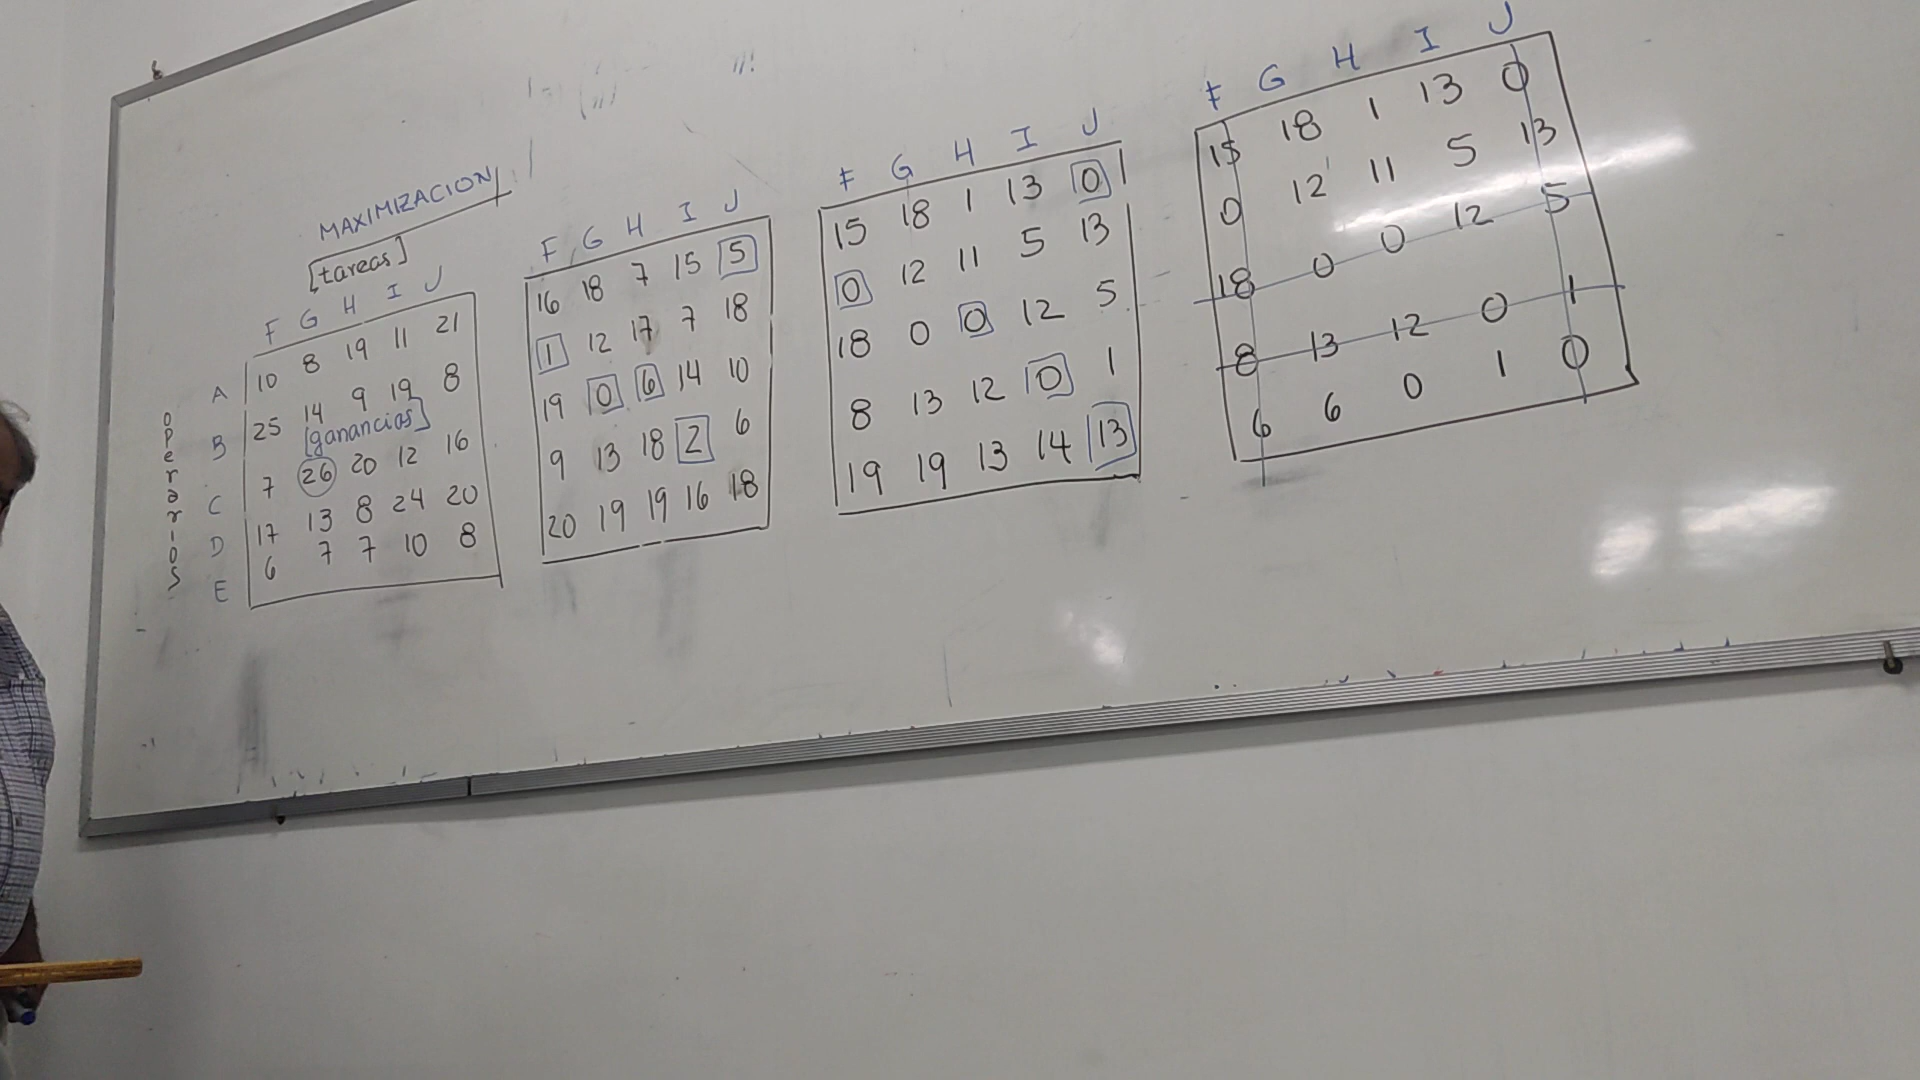 MAXIMIZACION
[tareas]
F G H I J
A 10 8 19 11 21
B 25 14 9 19 8
[ganancias]
C 7 26 20 12 16
D 17 13 8 24 20
E 6 7 7 10 8
operarios
F G H I J
16 18 7 15 5
1 12 17 7 18
19 0 6 14 10
9 13 18 2 6
20 19 19 16 18
F G H I J
15 18 1 13 0
0 12 11 5 13
18 0 0 12 5
8 13 12 0 1
19 19 13 14 13
F G H I J
15 18 1 13 0
0 12 11 5 13
18 0 0 12 5
8 13 12 0 1
6 6 0 1 0